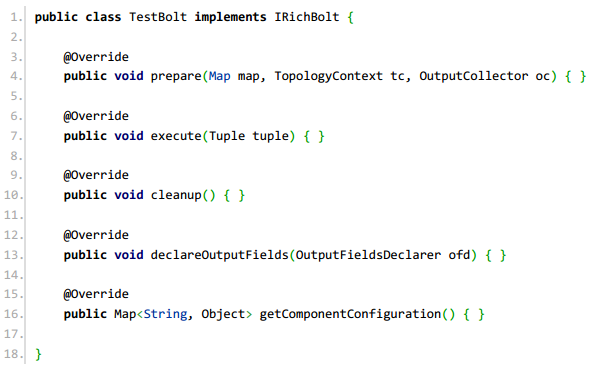 1. public class TestBolt implements IRichBolt {
2.
3.     @Override
4.     public void prepare(Map map, TopologyContext tc, OutputCollector oc) { }
5.
6.     @Override
7.     public void execute(Tuple tuple) { }
8.
9.     @Override
10.     public void cleanup() { }
11.
12.     @Override
13.     public void declareOutputFields(OutputFieldsDeclarer ofd) { }
14.
15.     @Override
16.     public Map<String, Object> getComponentConfiguration() { }
17.
18. }